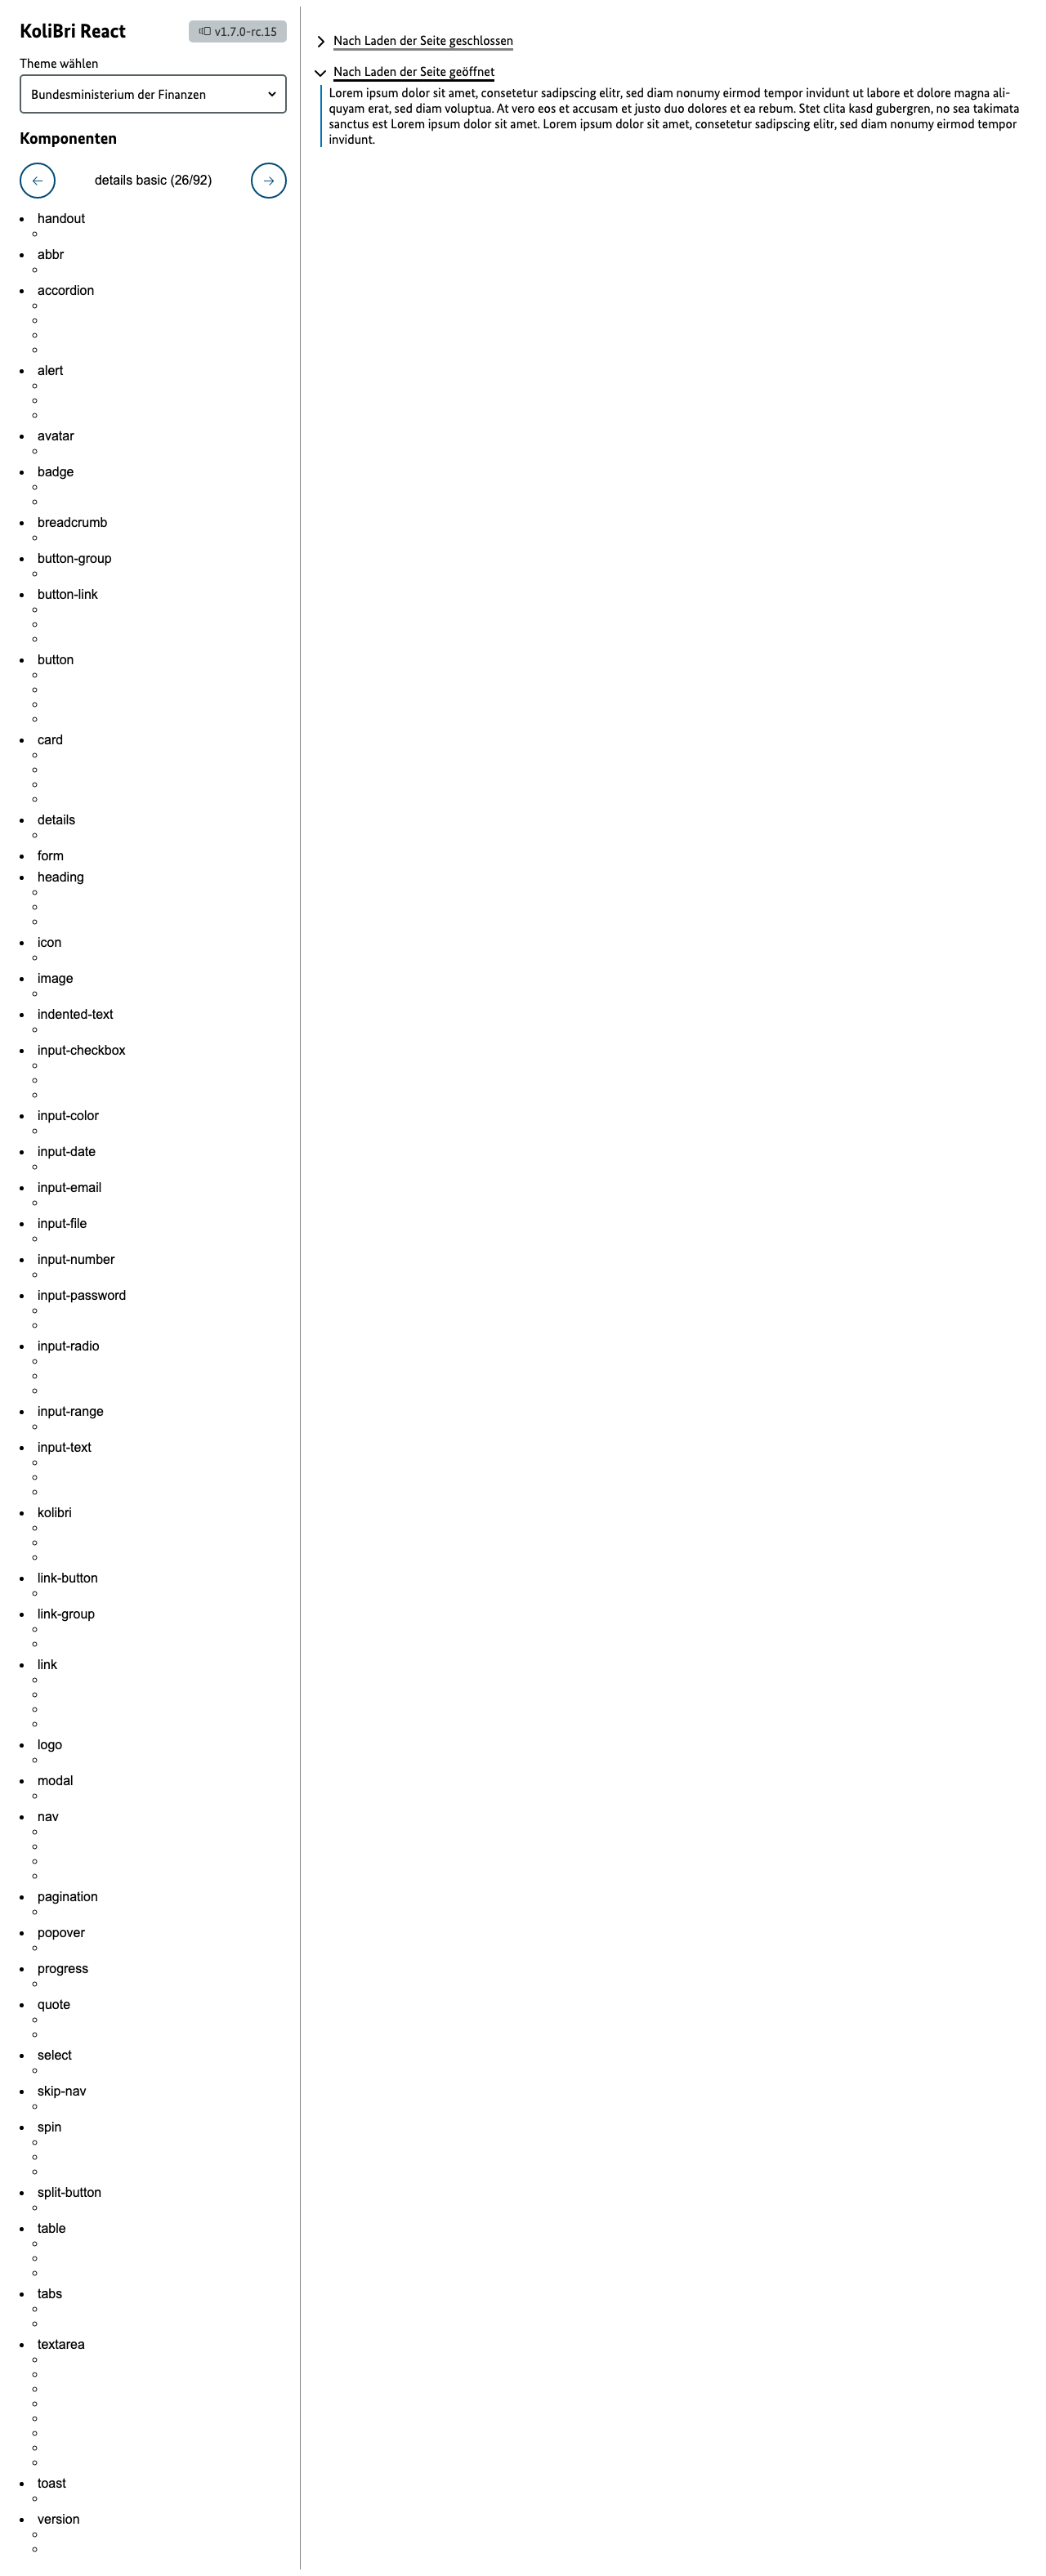 KoliBri React
v1.7.0-rc.15
Theme wählen
Bundesministerium der Finanzen
Komponenten
details basic (26/92)
handout
abbr
accordion
alert
avatar
badge
breadcrumb
button-group
button-link
button
card
details
form
heading
icon
image
indented-text
input-checkbox
input-color
input-date
input-email
input-file
input-number
input-password
input-radio
input-range
input-text
kolibri
link-button
link-group
link
logo
modal
nav
pagination
popover
progress
quote
select
skip-nav
spin
split-button
table
tabs
textarea
toast
version
Nach Laden der Seite geschlossen
Nach Laden der Seite geöffnet
Lorem ipsum dolor sit amet, consetetur sadipscing elitr, sed diam nonumy eirmod tempor invidunt ut labore et dolore magna ali-
quyam erat, sed diam voluptua. At vero eos et accusam et justo duo dolores et ea rebum. Stet clita kasd gubergren, no sea takimata
sanctus est Lorem ipsum dolor sit amet. Lorem ipsum dolor sit amet, consetetur sadipscing elitr, sed diam nonumy eirmod tempor
invidunt.